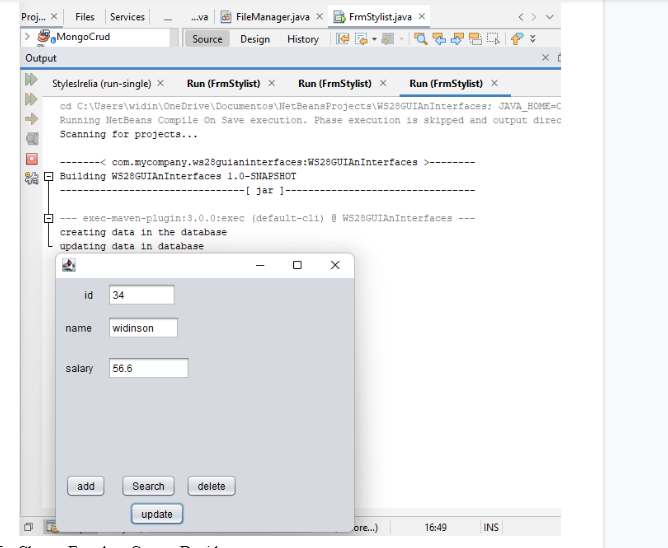 Proj... × Files Services ... ...va FileManager.java × FrmStylist.java ×
MongoCrud Source Design History
Output ×
StylesIrelia (run-single) × Run (FrmStylist) × Run (FrmStylist) × Run (FrmStylist) ×
cd C:\Users\widin\OneDrive\Documentos\NetBeansProjects\WS28GUIAnInterfaces; JAVA_HOME=C
Running NetBeans Compile On Save execution. Phase execution is skipped and output direc
Scanning for projects...
-------< com.mycompany.ws28guianinterfaces:WS28GUIAnInterfaces >--------
Building WS28GUIAnInterfaces 1.0-SNAPSHOT
--------------------------------[ jar ]---------------------------------
--- exec-maven-plugin:3.0.0:exec (default-cli) @ WS28GUIAnInterfaces ---
creating data in the database
updating data in database
id 34
name widinson
salary 56.6
add Search delete
update
ore...) 16:49 INS